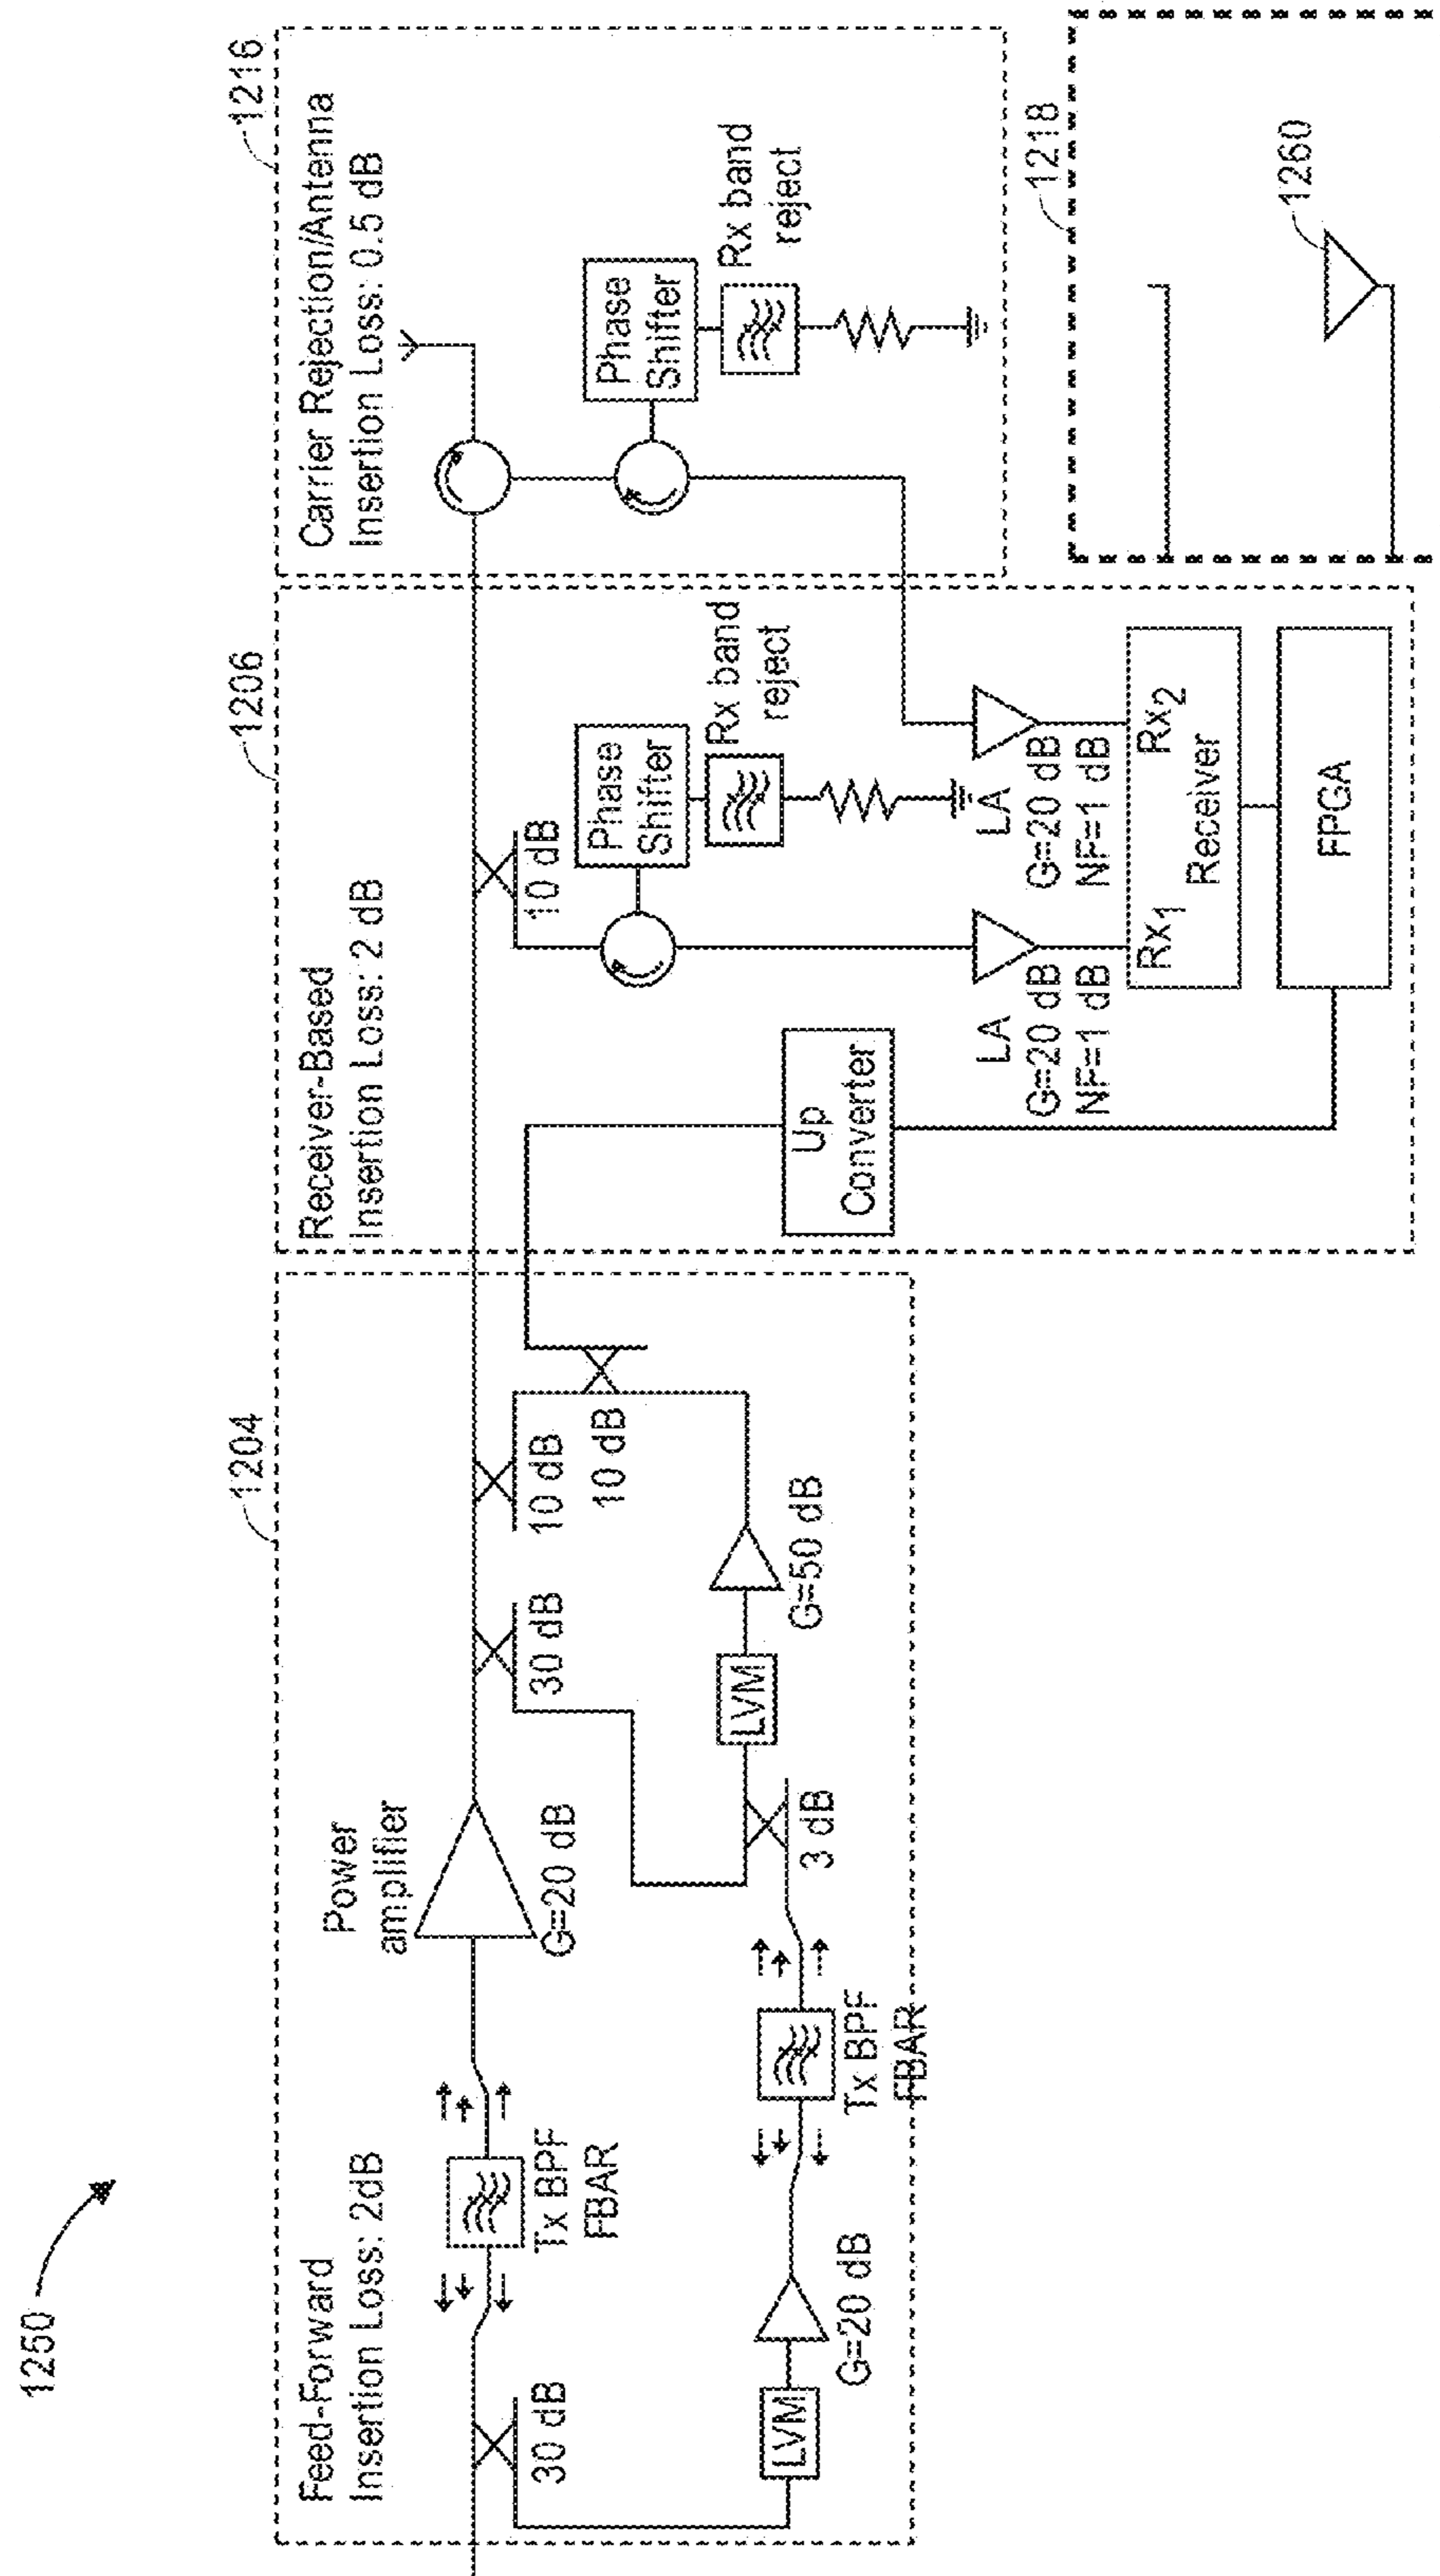 1250
1204
Feed-Forward
Insertion Loss: 2dB
30 dB
Tx BPF
FBAR
Power
amplifier
G=20 dB
30 dB
10 dB
10 dB
LVM
G=20 dB
Tx BPF
FBAR
3 dB
LVM
G=50 dB
1206
Receiver-Based
Insertion Loss: 2 dB
10 dB
Phase
Shifter
Rx band
reject
Up
Converter
LA
G=20 dB
NF=1 dB
LA
G=20 dB
NF=1 dB
Rx1
Rx2
Receiver
FPGA
1216
Carrier Rejection/Antenna
Insertion Loss: 0.5 dB
Phase
Shifter
Rx band
reject
1218
1260